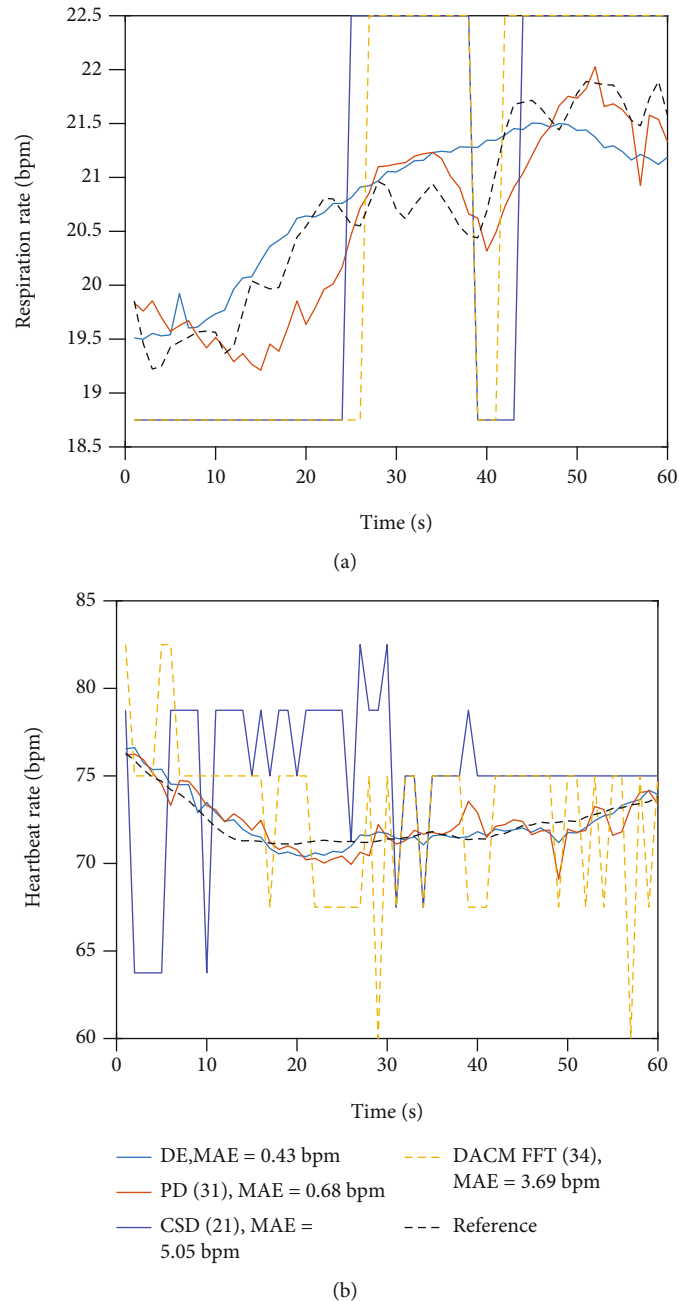 22.5
22
21.5
21
20.5
20
19.5
19
18.5
Respiration rate (bpm)
0 10 20 30 40 50 60
Time (s)
(a)
85
80
75
70
65
60
Heartbeat rate (bpm)
0 10 20 30 40 50 60
Time (s)
DE,MAE = 0.43 bpm
PD (31), MAE = 0.68 bpm
CSD (21), MAE =
5.05 bpm
DACM FFT (34),
MAE = 3.69 bpm
Reference
(b)